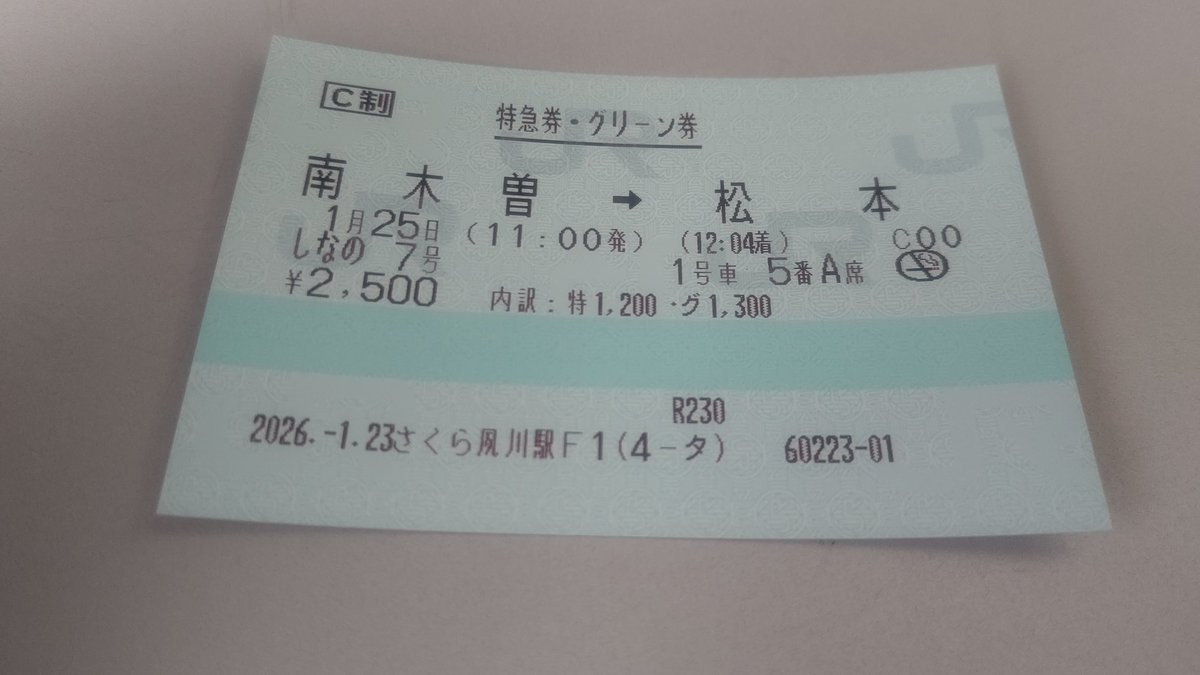 C制
特急券・グリーン券
南木曽 → 松本
1月25日 (11:00発) (12:04着) C00
しなの 7号 1号車 5番A席
¥2,500 内訳:特1,200・グ1,300
R230
2026.-1.23さくら夙川駅F1(4-タ) 60223-01